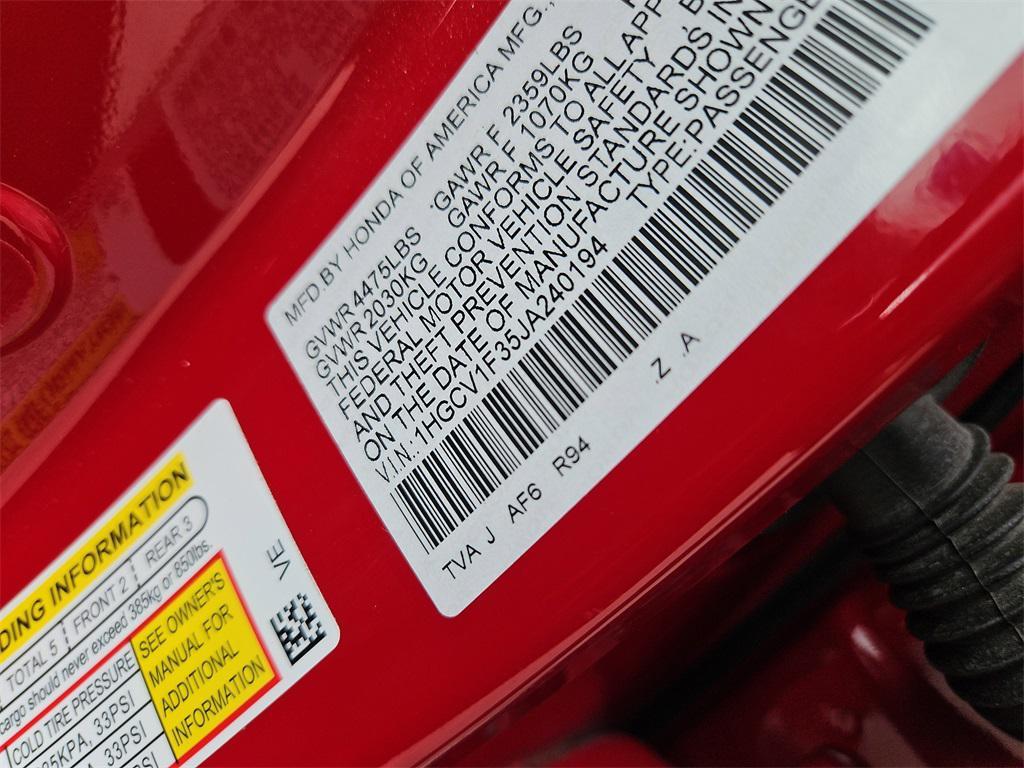 MFD.BY HONDA OF AMERICA MFG.,
GVWR 4475LBS GAWR F 2359LBS
GVWR 2030KG GAWR F 1070KG
THIS VEHICLE CONFORMS TO ALL APP
FEDERAL MOTOR VEHICLE SAFETY B
AND THEFT PREVENTION STANDARDS IN
ON THE DATE OF MANUFACTURE SHOWN
V.I.N.:1HGCV1F35JA240194 TYPE:PASSENGE
TVA J AF6 R94 .Z .A
DING INFORMATION
TOTAL 5 FRONT 2 REAR 3
cargo should never exceed 385kg or 850lbs.
COLD TIRE PRESSURE
33PSI
33PSI
PSI
SEE OWNER'S
MANUAL FOR
ADDITIONAL
INFORMATION
VE